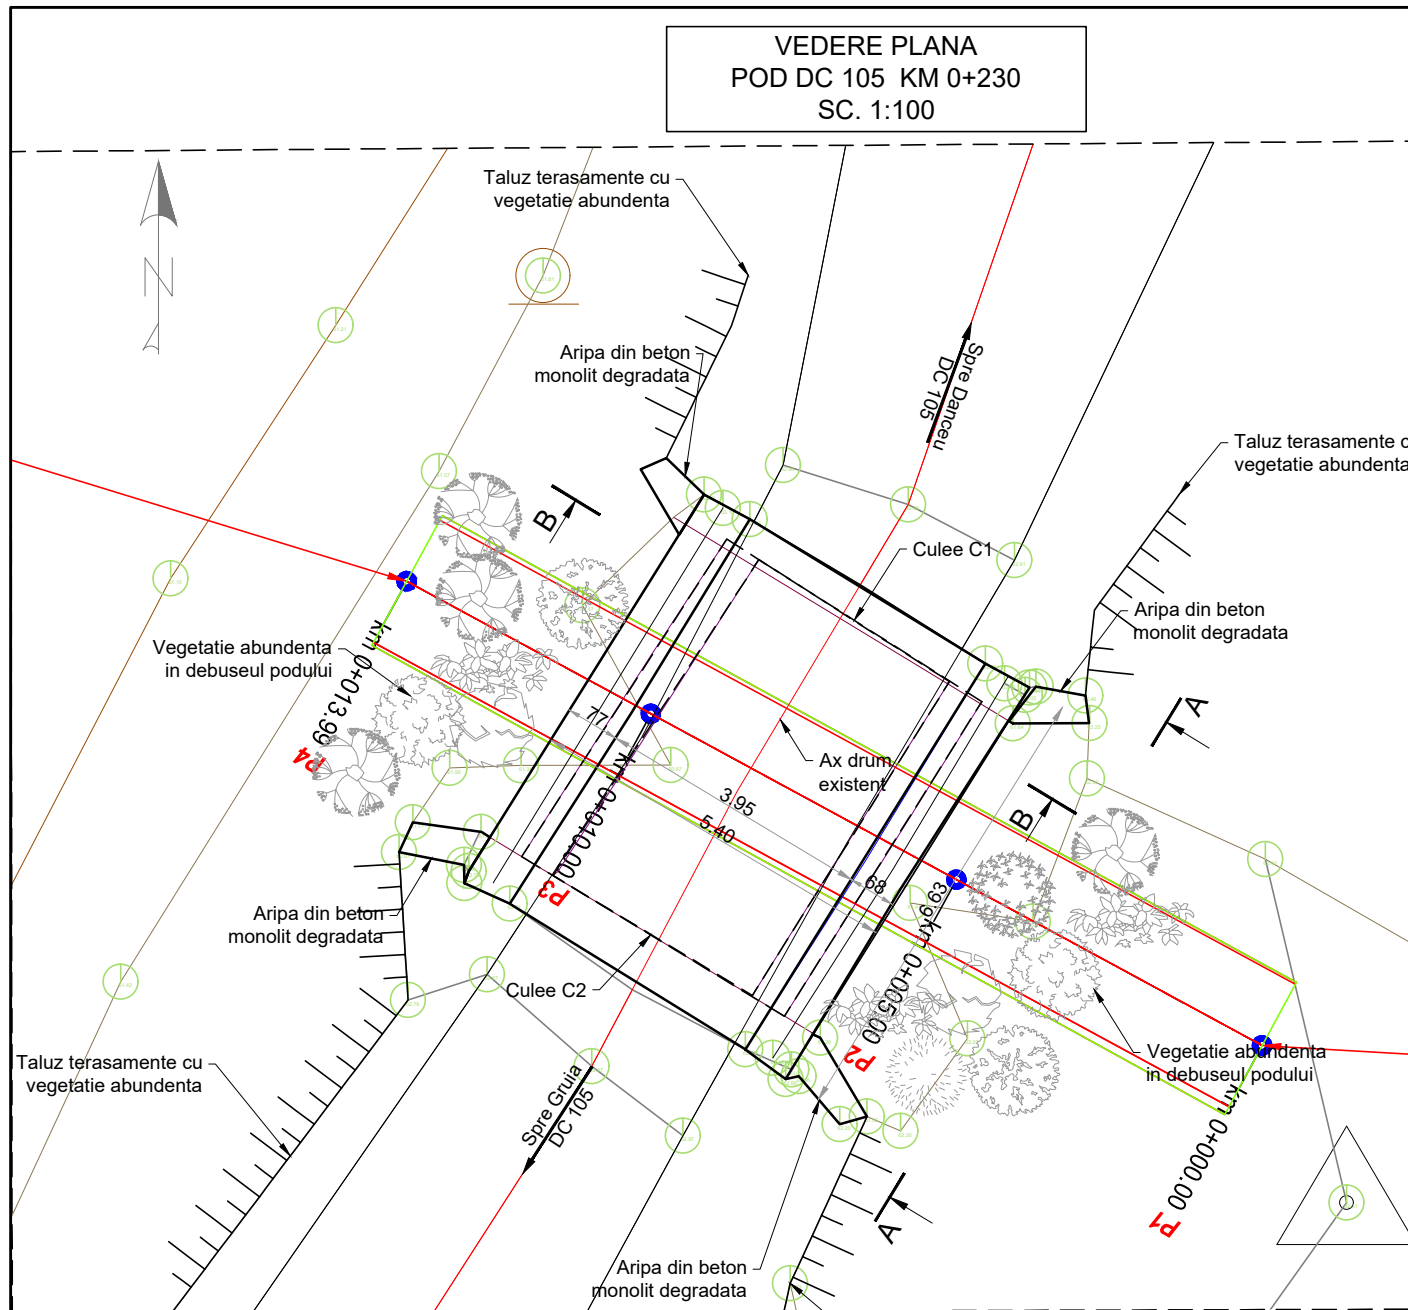 VEDERE PLANA
POD DC 105 KM 0+230
SC. 1:100
N
Taluz terasamente cu
vegetatie abundenta
Aripa din beton
monolit degradata
Spre Danceu
DC 105
Taluz terasamente
vegetatie abundenta
B
Culee C1
Aripa din beton
monolit degradata
Vegetatie abundenta
in debuseul podului
km 0+013.99
P4
A
77
Ax drum
existent
3.95
5.40
B
km 0+010.00
P3
68
6.93
km 0+005.00
P2
Aripa din beton
monolit degradata
Culee C2
Taluz terasamente cu
vegetatie abundenta
Vegetatie abundenta
in debuseul podului
Spre Gruia
DC 105
km 0+000.00
P1
A
Aripa din beton
monolit degradata